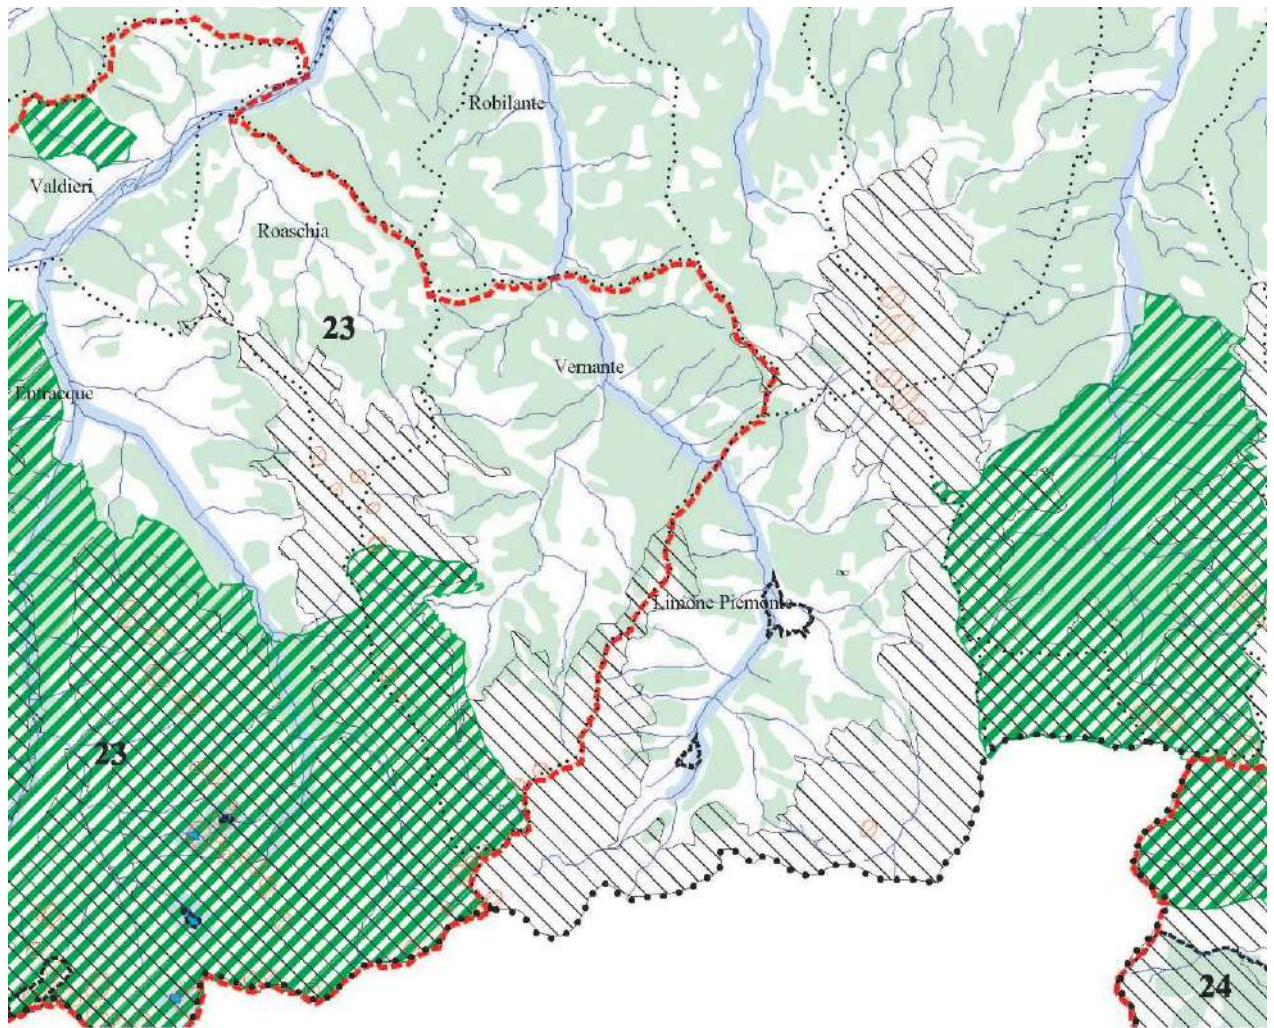 Robilante
Valdieri
Roaschia
23
Vernante
Entracque
Limone Piemonte
23
24